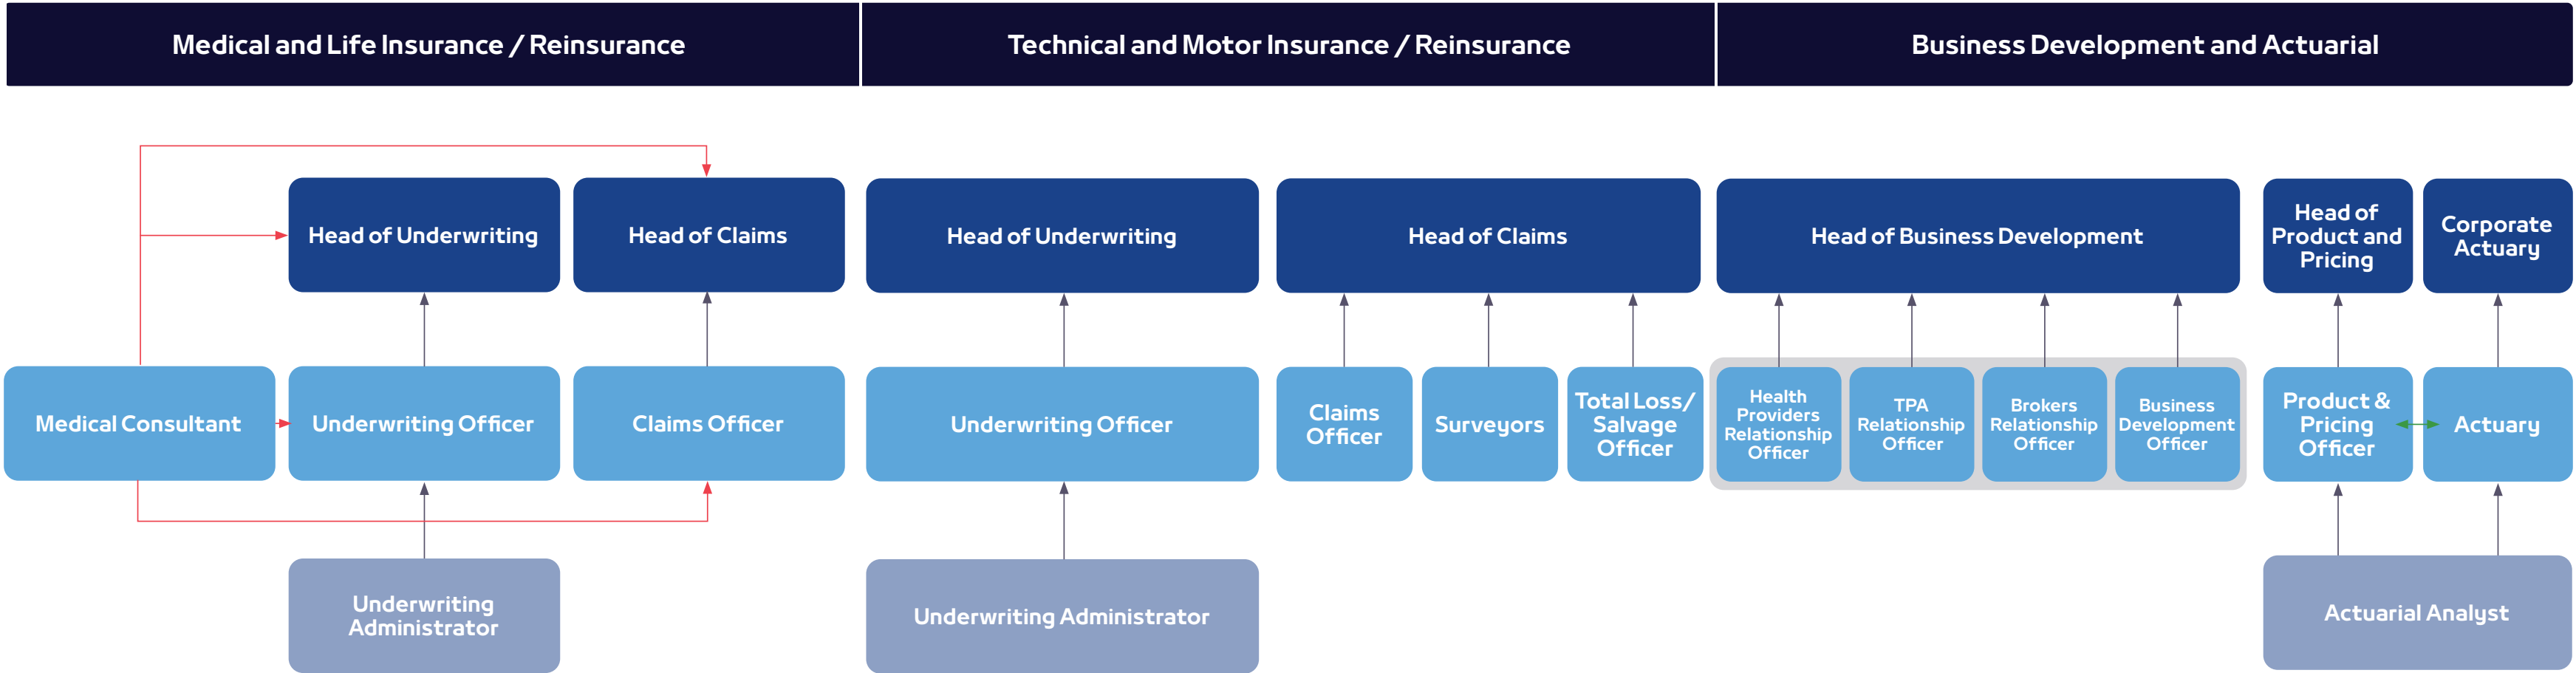 Medical and Life Insurance / Reinsurance
Technical and Motor Insurance / Reinsurance
Business Development and Actuarial
Head of Underwriting
Head of Claims
Head of Underwriting
Head of Claims
Head of Business Development
Head of
Product and
Pricing
Corporate
Actuary
Medical Consultant
Underwriting Officer
Claims Officer
Underwriting Officer
Claims
Officer
Surveyors
Total Loss/
Salvage
Officer
Health
Providers
Relationship
Officer
TPA
Relationship
Officer
Brokers
Relationship
Officer
Business
Development
Officer
Product &
Pricing
Officer
Actuary
Underwriting
Administrator
Underwriting Administrator
Actuarial Analyst